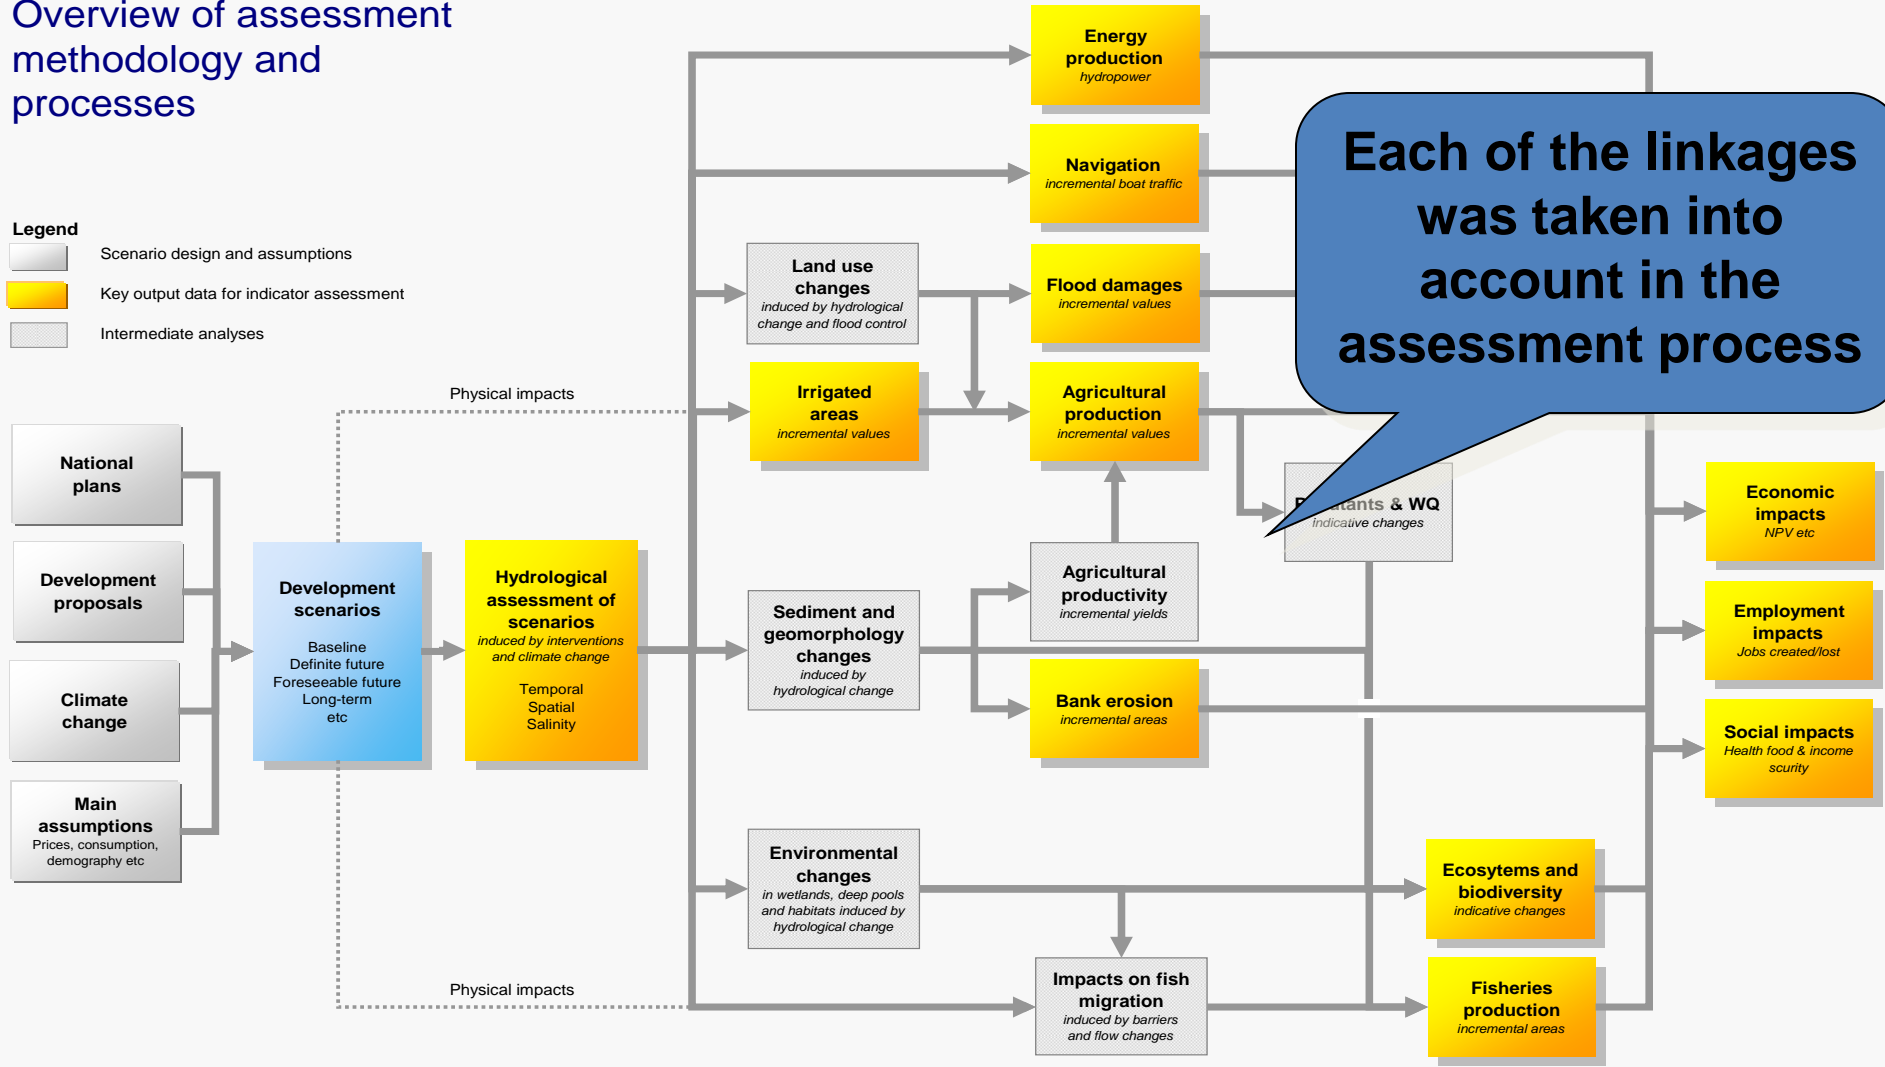 Overview of assessment
methodology and
processes
Legend
Scenario design and assumptions
Key output data for indicator assessment
Intermediate analyses
National
plans
Development
proposals
Climate
change
Main
assumptions
Prices, consumption,
demography etc
Physical impacts
Development
scenarios
Baseline
Definite future
Foreseeable future
Long-term
etc
Physical impacts
Hydrological
assessment of
scenarios
induced by interventions
and climate change
Temporal
Spatial
Salinity
Land use
changes
induced by hydrological
change and flood control
Irrigated
areas
incremental values
Sediment and
geomorphology
changes
induced by
hydrological change
Environmental
changes
in wetlands, deep pools
and habitats induced by
hydrological change
Energy
production
hydropower
Navigation
incremental boat traffic
Flood damages
incremental values
Agricultural
production
incremental values
Agricultural
productivity
incremental yields
Bank erosion
incremental areas
Impacts on fish
migration
induced by barriers
and flow changes
Each of the linkages
was taken into
account in the
assessment process
& WQ
indicative changes
Ecosytems and
biodiversity
indicative changes
Fisheries
production
incremental areas
Economic
impacts
NPV etc
Employment
impacts
Jobs created/lost
Social impacts
Health food & income
scurity